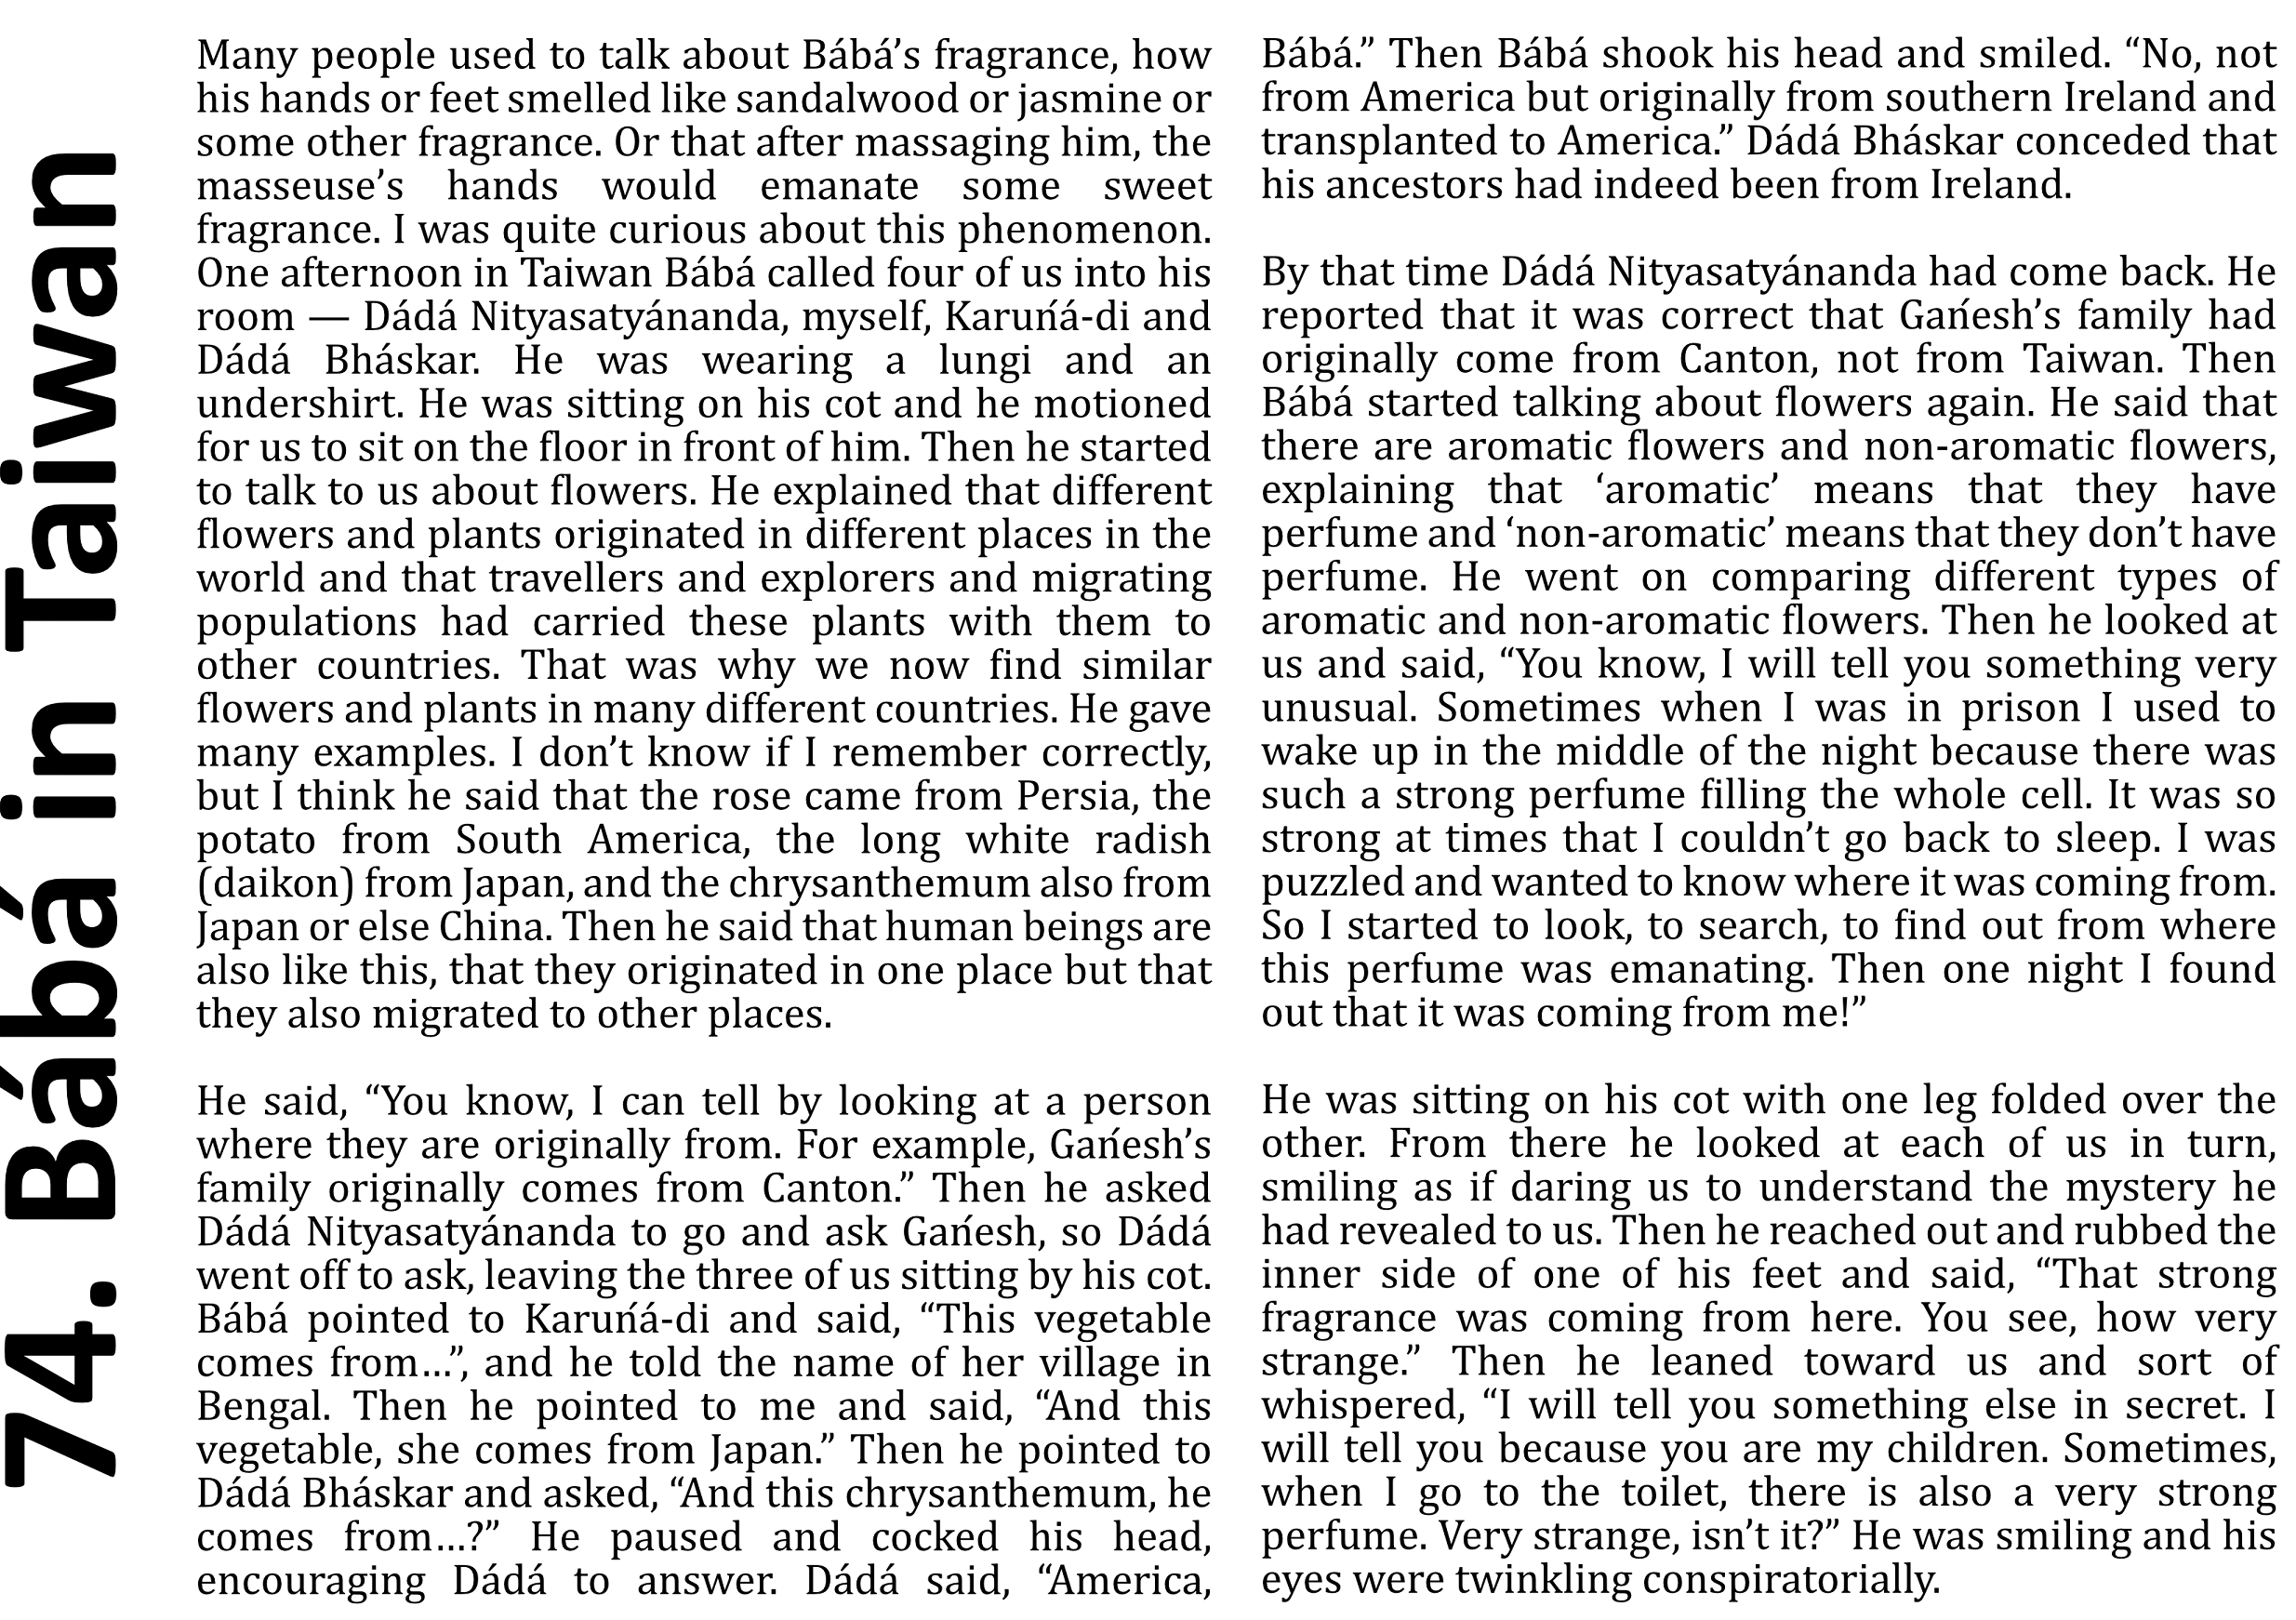 74. Bábá in Taiwan
Many people used to talk about Bábá’s fragrance, how
his hands or feet smelled like sandalwood or jasmine or
some other fragrance. Or that after massaging him, the
masseuse’s hands would emanate some sweet
fragrance. I was quite curious about this phenomenon.
One afternoon in Taiwan Bábá called four of us into his
room — Dádá Nityasatyánanda, myself, Karuńá-di and
Dádá Bháskar. He was wearing a lungi and an
undershirt. He was sitting on his cot and he motioned
for us to sit on the floor in front of him. Then he started
to talk to us about flowers. He explained that different
flowers and plants originated in different places in the
world and that travellers and explorers and migrating
populations had carried these plants with them to
other countries. That was why we now find similar
flowers and plants in many different countries. He gave
many examples. I don’t know if I remember correctly,
but I think he said that the rose came from Persia, the
potato from South America, the long white radish
(daikon) from Japan, and the chrysanthemum also from
Japan or else China. Then he said that human beings are
also like this, that they originated in one place but that
they also migrated to other places.
He said, “You know, I can tell by looking at a person
where they are originally from. For example, Gańesh’s
family originally comes from Canton.” Then he asked
Dádá Nityasatyánanda to go and ask Gańesh, so Dádá
went off to ask, leaving the three of us sitting by his cot.
Bábá pointed to Karuńá-di and said, “This vegetable
comes from…”, and he told the name of her village in
Bengal. Then he pointed to me and said, “And this
vegetable, she comes from Japan.” Then he pointed to
Dádá Bháskar and asked, “And this chrysanthemum, he
comes from…?” He paused and cocked his head,
encouraging Dádá to answer. Dádá said, “America,
Bábá.” Then Bábá shook his head and smiled. “No, not
from America but originally from southern Ireland and
transplanted to America.” Dádá Bháskar conceded that
his ancestors had indeed been from Ireland.
By that time Dádá Nityasatyánanda had come back. He
reported that it was correct that Gańesh’s family had
originally come from Canton, not from Taiwan. Then
Bábá started talking about flowers again. He said that
there are aromatic flowers and non-aromatic flowers,
explaining that ‘aromatic’ means that they have
perfume and ‘non-aromatic’ means that they don’t have
perfume. He went on comparing different types of
aromatic and non-aromatic flowers. Then he looked at
us and said, “You know, I will tell you something very
unusual. Sometimes when I was in prison I used to
wake up in the middle of the night because there was
such a strong perfume filling the whole cell. It was so
strong at times that I couldn’t go back to sleep. I was
puzzled and wanted to know where it was coming from.
So I started to look, to search, to find out from where
this perfume was emanating. Then one night I found
out that it was coming from me!”
He was sitting on his cot with one leg folded over the
other. From there he looked at each of us in turn,
smiling as if daring us to understand the mystery he
had revealed to us. Then he reached out and rubbed the
inner side of one of his feet and said, “That strong
fragrance was coming from here. You see, how very
strange.” Then he leaned toward us and sort of
whispered, “I will tell you something else in secret. I
will tell you because you are my children. Sometimes,
when I go to the toilet, there is also a very strong
perfume. Very strange, isn’t it?” He was smiling and his
eyes were twinkling conspiratorially.